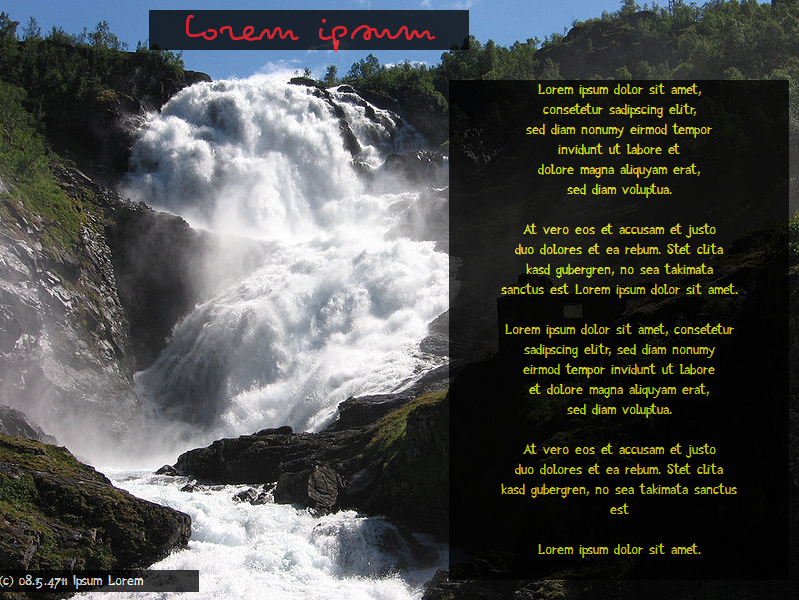 Lorem ipsum
Lorem ipsum dolor sit amet,
consetetur sadipscing elitr,
sed diam nonumy eirmod tempor
invidunt ut labore et
dolore magna aliquyam erat,
sed diam voluptua.
At vero eos et accusam et justo
duo dolores et ea rebum. Stet clita
kasd gubergren, no sea takimata
sanctus est Lorem ipsum dolor sit amet.
Lorem ipsum dolor sit amet, consetetur
sadipscing elitr, sed diam nonumy
eirmod tempor invidunt ut labore
et dolore magna aliquyam erat,
sed diam voluptua.
At vero eos et accusam et justo
duo dolores et ea rebum. Stet clita
kasd gubergren, no sea takimata sanctus
est
Lorem ipsum dolor sit amet.
(c) 08.15.4711 Ipsum Lorem